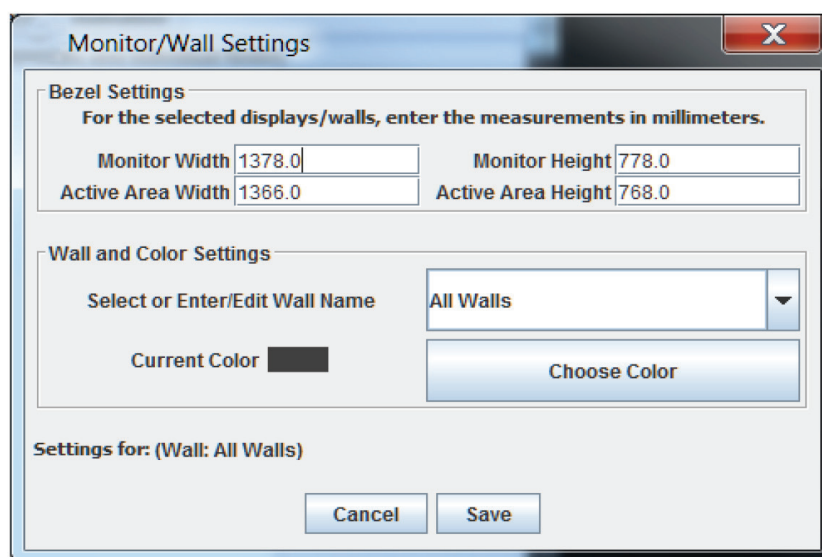 Monitor/Wall Settings
X
Bezel Settings
For the selected displays/walls, enter the measurements in millimeters.
Monitor Width 1378.0 Monitor Height 778.0
Active Area Width 1366.0 Active Area Height 768.0
Wall and Color Settings
Select or Enter/Edit Wall Name All Walls
Current Color Choose Color
Settings for: (Wall: All Walls)
Cancel Save